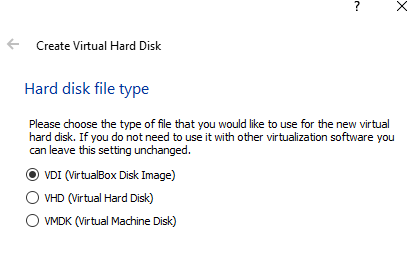 ?
Create Virtual Hard Disk
Hard disk file type
Please choose the type of file that you would like to use for the new virtual
hard disk. If you do not need to use it with other virtualization software you
can leave this setting unchanged.
VDI (VirtualBox Disk Image)
VHD (Virtual Hard Disk)
VMDK (Virtual Machine Disk)